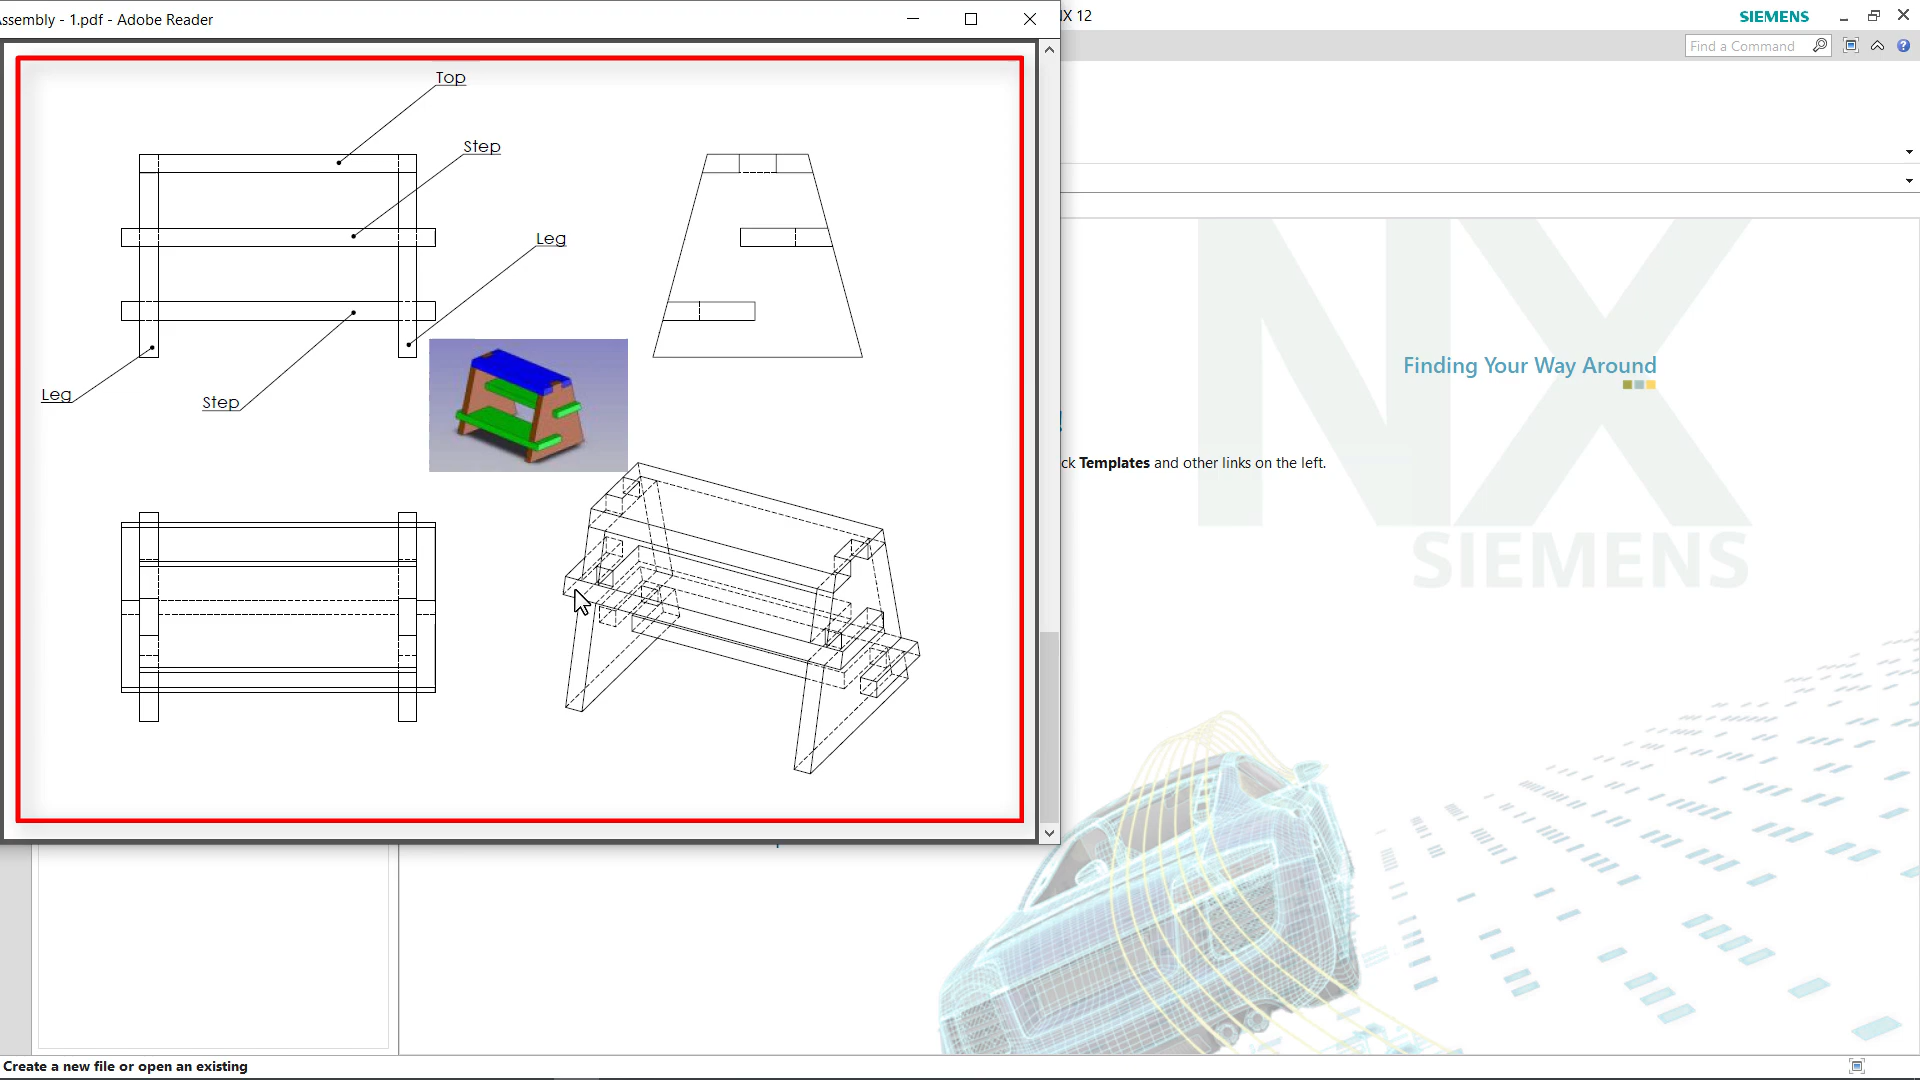 ssembly - 1.pdf - Adobe Reader
X 12
SIEMENS
Find a Command
Top
Step
Leg
Leg
Step
NX
SIEMENS
Finding Your Way Around
ck Templates and other links on the left.
Create a new file or open an existing